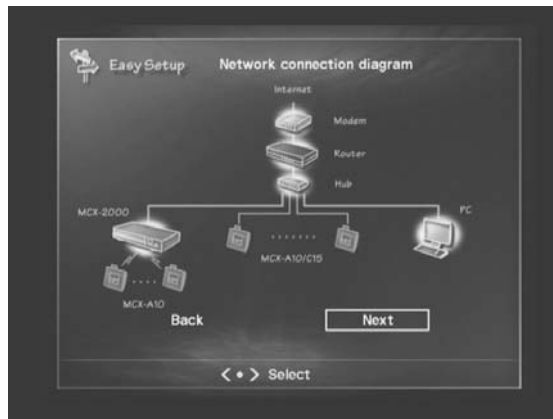 Easy Setup
Network connection diagram
Internet
Modem
Router
Hub
MCX-2000
PC
MCX-A10/C15
MCX-A10
Back
Next
< • > Select